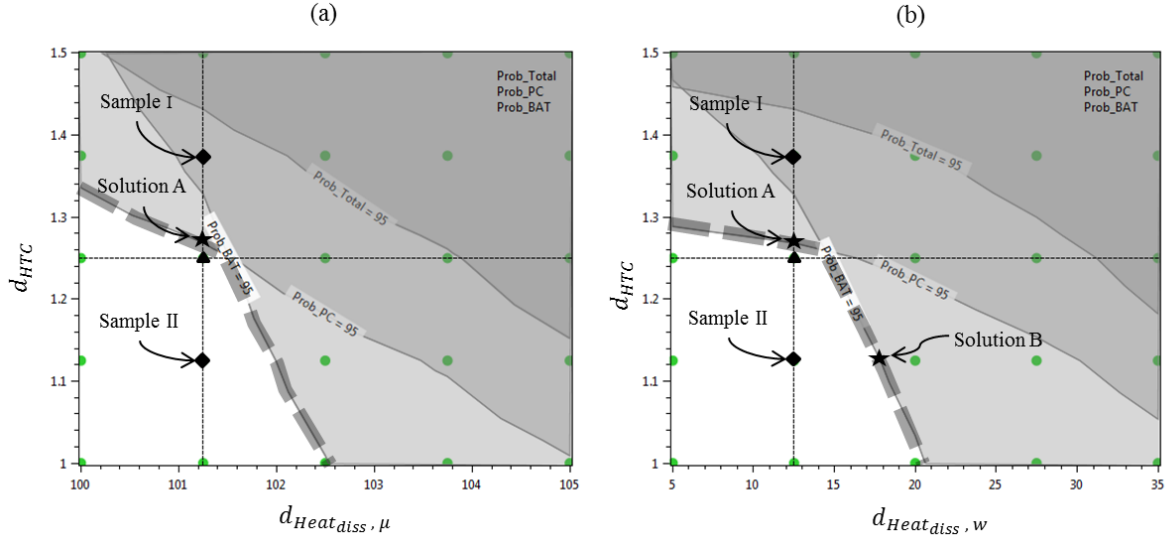 (a)
(b)
1.5
1.4
1.3
1.2
1.1
1
d_HTC
Prob_Total
Prob_PC
Prob_BAT
Sample I
Solution A
Sample II
Prob_Total = 95
Prob_BAT = 95
Prob_PC = 95
100 101 102 103 104 105
d_Heat_diss , μ
1.5
1.4
1.3
1.2
1.1
1
d_HTC
Prob_Total
Prob_PC
Prob_BAT
Sample I
Solution A
Sample II
Solution B
Prob_Total = 95
Prob_PC = 95
Prob_BAT = 95
5 10 15 20 25 30 35
d_Heat_diss , w